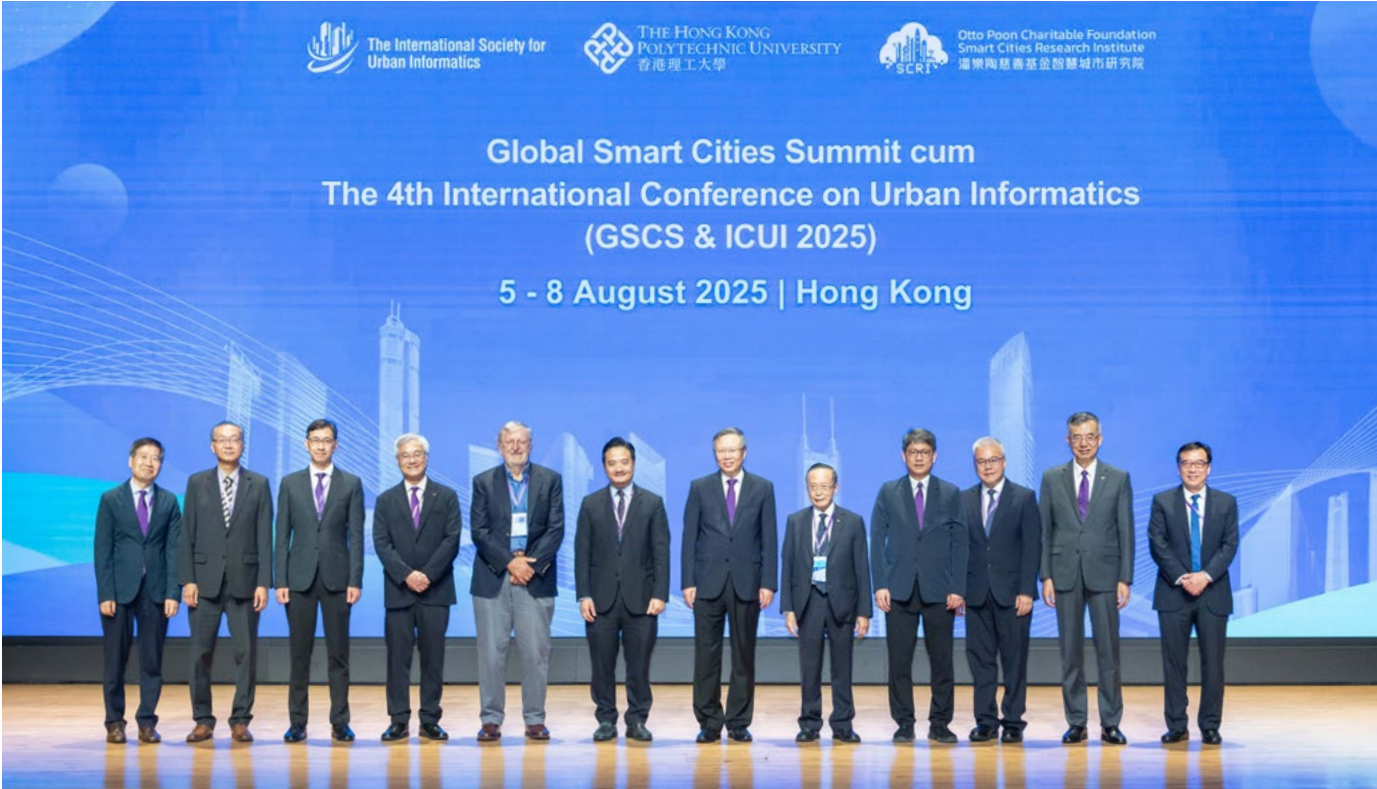 The International Society for
Urban Informatics
THE HONG KONG
POLYTECHNIC UNIVERSITY
香港理工大學
SCRI
Otto Poon Charitable Foundation
Smart Cities Research Institute
潘樂陶慈善基金智慧城市研究院
Global Smart Cities Summit cum
The 4th International Conference on Urban Informatics
(GSCS & ICUI 2025)
5 - 8 August 2025 | Hong Kong